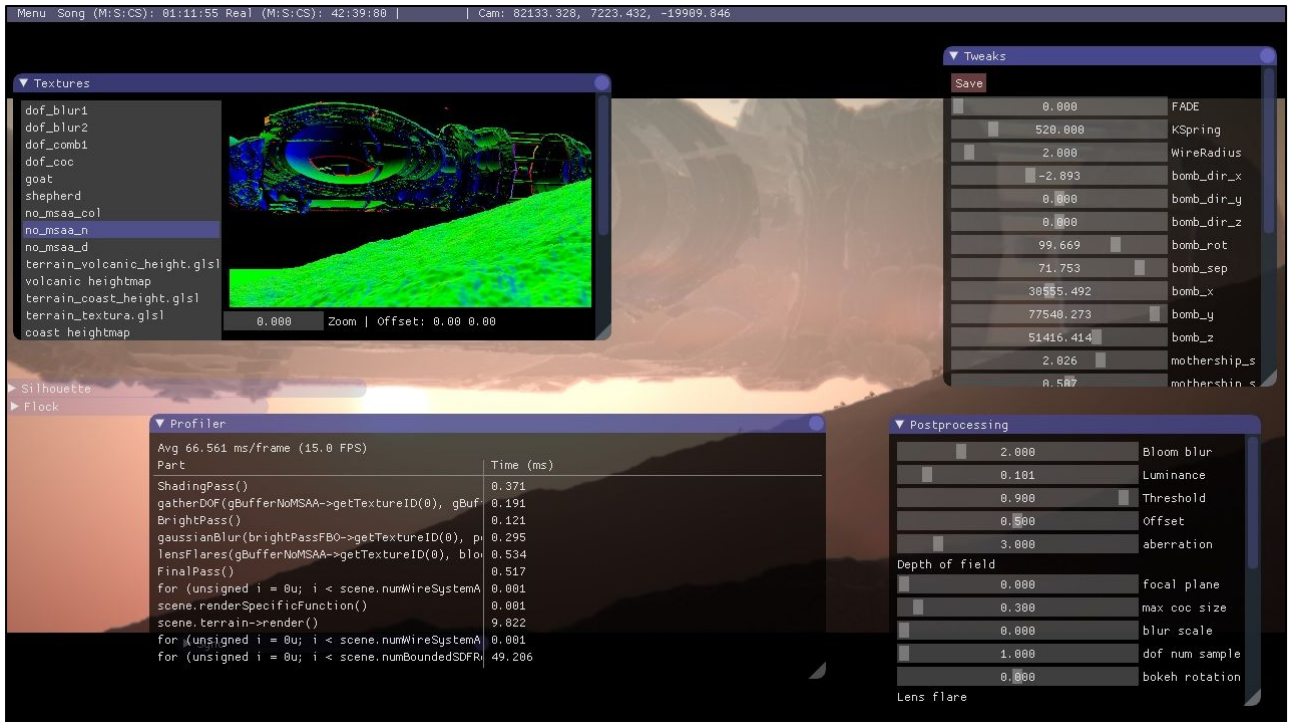 Menu Song (M:S:CS): 01:11:55 Real (M:S:CS): 42:39:80 | | Cam: 82133.328, 7223.432, -19909.846
Textures
dof_blur1
dof_blur2
dof_comb1
dof_coc
goat
shepherd
no_msaa_col
no_msaa_n
no_msaa_d
terrain_volcanic_height.glsl
volcanic heightmap
terrain_coast_height.glsl
terrain_textura.glsl
coast heightmap
0.000 Zoom | Offset: 0.00 0.00
Tweaks
Save
0.000 FADE
520.000 KSpring
2.000 WireRadius
-2.893 bomb_dir_x
0.000 bomb_dir_y
0.000 bomb_dir_z
99.669 bomb_rot
71.753 bomb_sep
30555.492 bomb_x
77540.273 bomb_y
51416.414 bomb_z
2.026 mothership_s
0.507 mothership_s
Silhouette
Flock
Profiler
Avg 66.561 ms/frame (15.0 FPS)
Part Time (ms)
ShadingPass() 0.371
gatherDOF(gBufferNoMSAA->getTextureID(0), gBuf 0.191
BrightPass() 0.121
gaussianBlur(brightPassFBO->getTextureID(0), p 0.295
lensFlares(gBufferNoMSAA->getTextureID(0), blo 0.534
FinalPass() 0.517
for (unsigned i = 0u; i < scene.numWireSystemA 0.001
scene.renderSpecificFunction() 0.001
scene.terrain->render() 9.822
for (unsigned i = 0u; i < scene.numWireSystemA 0.001
for (unsigned i = 0u; i < scene.numBoundedSDFR 49.206
Postprocessing
2.000 Bloom blur
0.101 Luminance
0.900 Threshold
0.500 Offset
3.000 aberration
Depth of field
0.000 focal plane
0.300 max coc size
0.000 blur scale
1.000 dof num sample
0.000 bokeh rotation
Lens flare